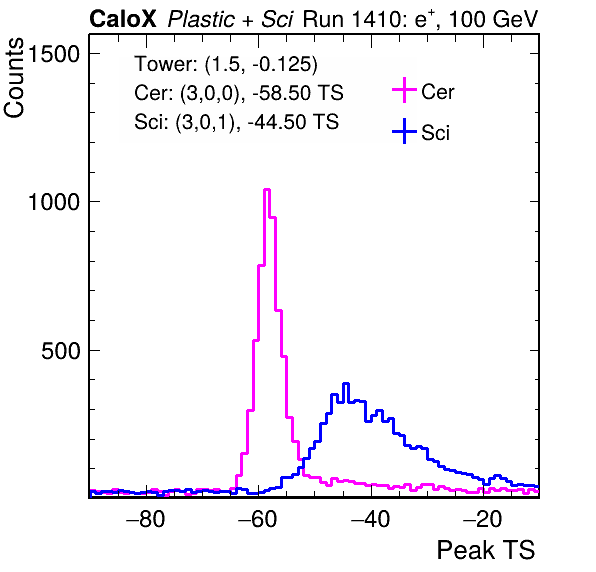 CaloX Plastic + Sci Run 1410: e+, 100 GeV
Counts
Tower: (1.5, -0.125)
Cer: (3,0,0), -58.50 TS
Sci: (3,0,1), -44.50 TS
Cer
Sci
1500
1000
500
−80 −60 −40 −20
Peak TS